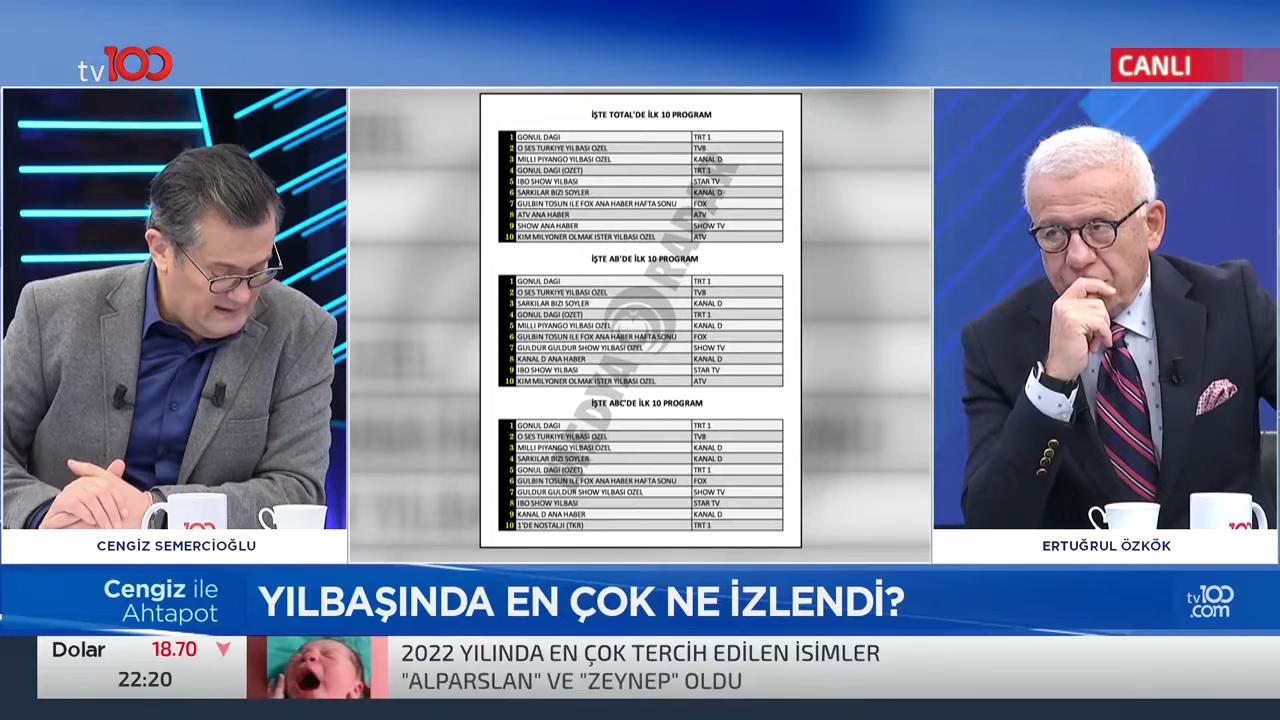 tv100
CANLI
İŞTE TOTAL'DE İLK 10 PROGRAM
1 GONUL DAGI TRT 1
2 O SES TURKIYE YILBASI OZEL TV8
3 MILLI PIYANGO YILBASI OZEL KANAL D
4 GONUL DAGI (OZET) TRT 1
5 IBO SHOW YILBASI STAR TV
6 SARKILAR BIZI SOYLER KANAL D
7 GULBIN TOSUN ILE FOX ANA HABER HAFTA SONU FOX
8 ATV ANA HABER ATV
9 SHOW ANA HABER SHOW TV
10 KIM MILYONER OLMAK ISTER YILBASI OZEL ATV
İŞTE AB'DE İLK 10 PROGRAM
1 GONUL DAGI TRT 1
2 O SES TURKIYE YILBASI OZEL TV8
3 SARKILAR BIZI SOYLER KANAL D
4 GONUL DAGI (OZET) TRT 1
5 MILLI PIYANGO YILBASI OZEL KANAL D
6 GULBIN TOSUN ILE FOX ANA HABER HAFTA SONU FOX
7 GULDUR GULDUR SHOW YILBASI OZEL SHOW TV
8 KANAL D ANA HABER KANAL D
9 IBO SHOW YILBASI STAR TV
10 KIM MILYONER OLMAK ISTER YILBASI OZEL ATV
İŞTE ABC'DE İLK 10 PROGRAM
1 GONUL DAGI TRT 1
2 O SES TURKIYE YILBASI OZEL TV8
3 MILLI PIYANGO YILBASI OZEL KANAL D
4 SARKILAR BIZI SOYLER KANAL D
5 GONUL DAGI (OZET) TRT 1
6 GULBIN TOSUN ILE FOX ANA HABER HAFTA SONU FOX
7 GULDUR GULDUR SHOW YILBASI OZEL SHOW TV
8 IBO SHOW YILBASI STAR TV
9 KANAL D ANA HABER KANAL D
10 1'DE NOSTALJI (TKR) TRT 1
CENGİZ SEMERCİOĞLU
ERTUĞRUL ÖZKÖK
Cengiz ile
Ahtapot
YILBAŞINDA EN ÇOK NE İZLENDİ?
tv100
.com
Dolar 18.70
22:20
2022 YILINDA EN ÇOK TERCİH EDİLEN İSİMLER
"ALPARSLAN" VE "ZEYNEP" OLDU